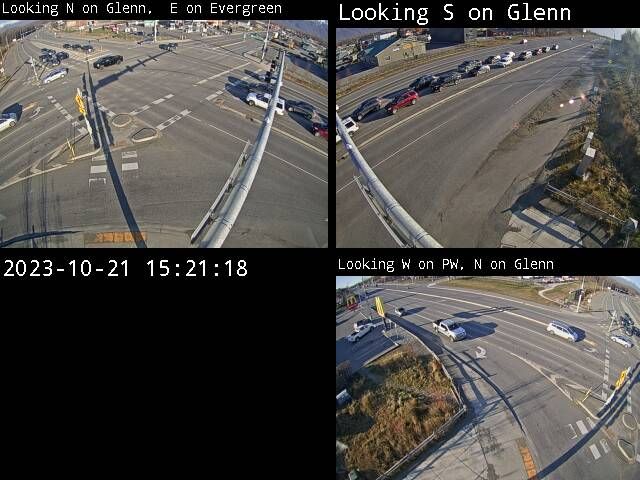 Looking N on Glenn,  E on Evergreen
Looking S on Glenn
2023-10-21 15:21:18
Looking W on PW, N on Glenn